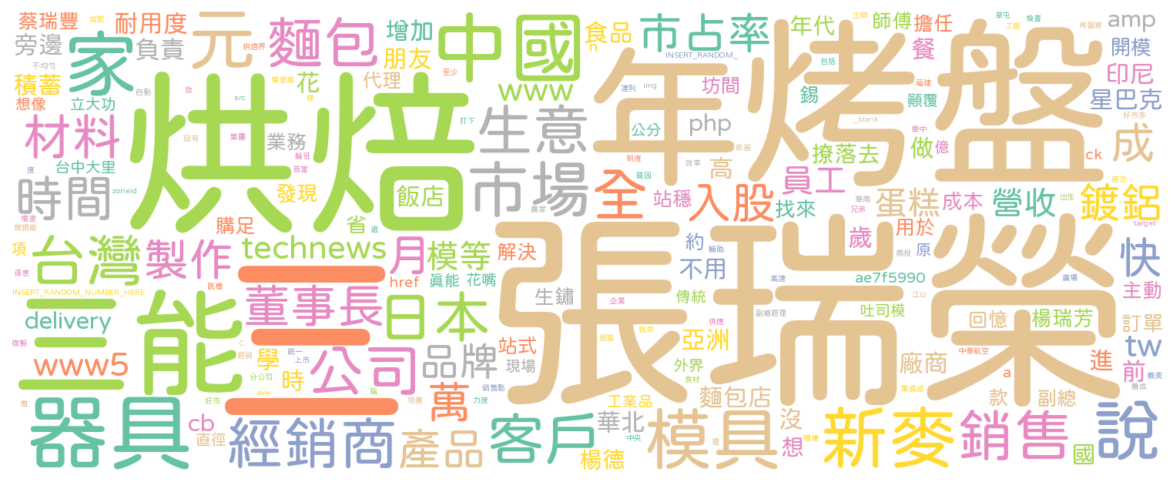 蔡瑞豐 耐用度 元 麵包 增加 中國 食品 市占率 年代 師傅 擔任 amp
旁邊 家 負責 朋友 INSERT_RANDOM_ 餐 開模
積蓄 花 代理 www 年 烤 盤 坊間 印尼
想像 立大功 錫 顛覆 星巴克
材料 烘焙 業務 生意 公分 php 撩落去 做 億 成
台中大里 飯店 高 ck
時間 發現 市場 全 入股 員工 蛋糕 成本 營收 鍍鋁
zoneid 省 站穩 找來
購足 張瑞榮 歲 用於
項 台灣 製作 technews 月 模等 解決 約 原 快
href 真能 花嘴 不用 ae7f5990 主動
INSERT_RANDOM_NUMBER_HERE' 一 董事長 日本 生鏽 傳統 吐司模
delivery 三能 回憶 楊瑞芳 訂單
www5 二 學 公司 品牌 站式 現場 亞洲 外界 廠商 a 進 tw
時 前
器具 一 萬 麵包店 款 副總
cb 工業品 華北 沒
直徑 經銷商 產品 客戶 模具 想 新麥 銷售 國 說
楊德